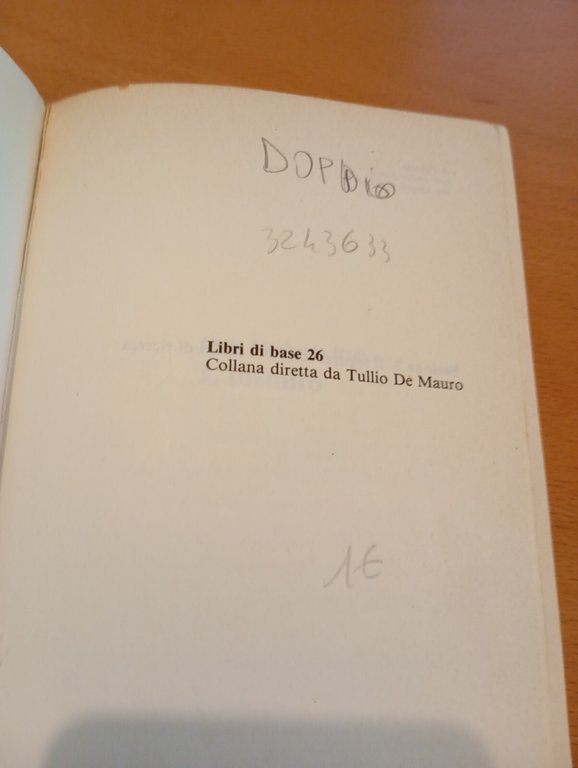 DOPPIO
3243633
Libri di base 26
Collana diretta da Tullio De Mauro
1€